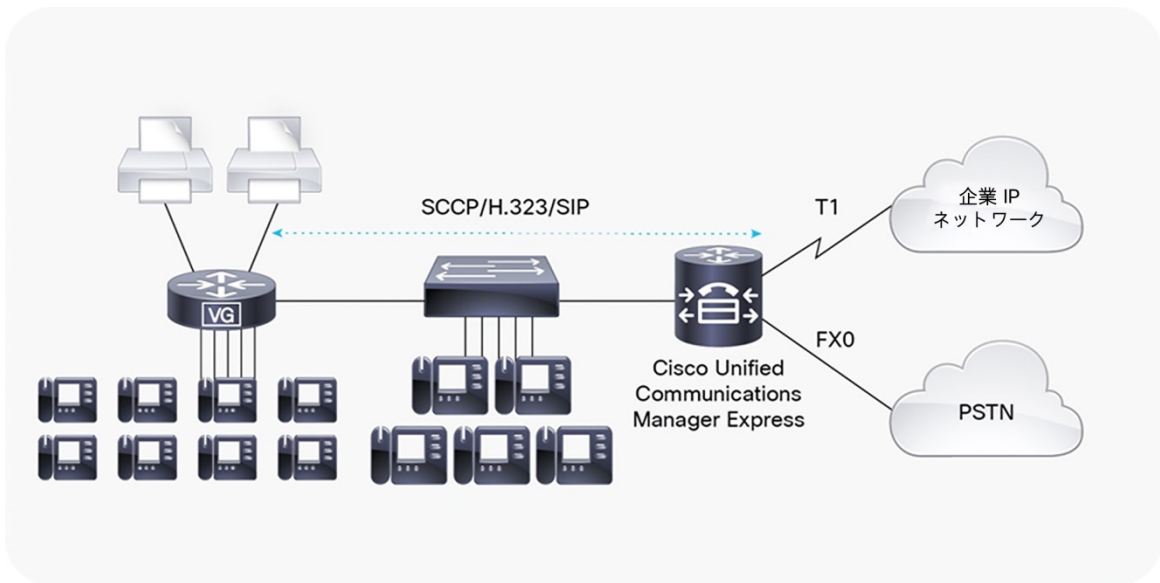 SCCP/H.323/SIP
T1
企業 IP
ネットワーク
VG
FX0
Cisco Unified
Communications
Manager Express
PSTN